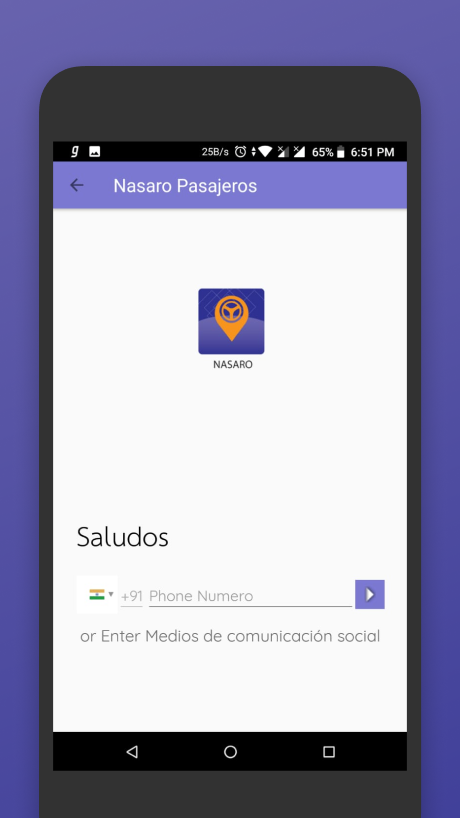 g 25B/s 65% 6:51 PM
Nasaro Pasajeros
NASARO
Saludos
+91 Phone Numero
or Enter Medios de comunicación social